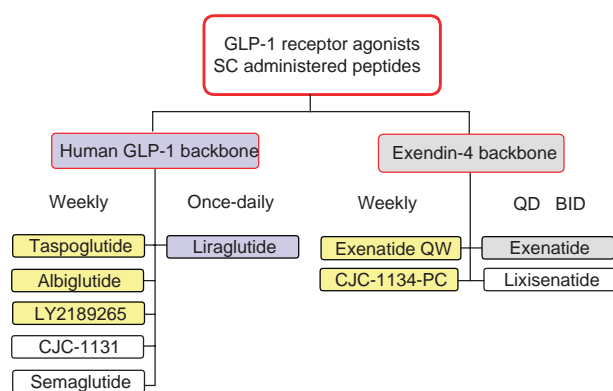 GLP-1 receptor agonists
SC administered peptides
Human GLP-1 backbone
Exendin-4 backbone
Weekly
Once-daily
Weekly
QD BID
Taspoglutide
Liraglutide
Exenatide QW
Exenatide
Albiglutide
CJC-1134-PC
Lixisenatide
LY2189265
CJC-1131
Semaglutide